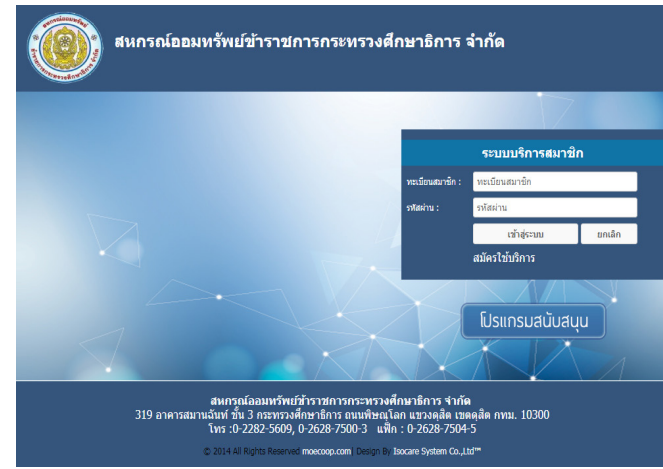 สหกรณ์ออมทรัพย์ข้าราชการกระทรวงศึกษาธิการ จำกัด
ระบบบริการสมาชิก
ทะเบียนสมาชิก : ทะเบียนสมาชิก
รหัสผ่าน : รหัสผ่าน
เข้าสู่ระบบ ยกเลิก
สมัครใช้บริการ
โปรแกรมสนับสนุน
สหกรณ์ออมทรัพย์ข้าราชการกระทรวงศึกษาธิการ จำกัด
319 อาคารสมานฉันท์ ชั้น 3 กระทรวงศึกษาธิการ ถนนพิษณุโลก แขวงดุสิต เขตดุสิต กทม. 10300
โทร :0-2282-5609, 0-2628-7500-3 แฟ็ก : 0-2628-7504-5
© 2014 All Rights Reserved moecoop.com| Design By Isocare System Co.,Ltd™